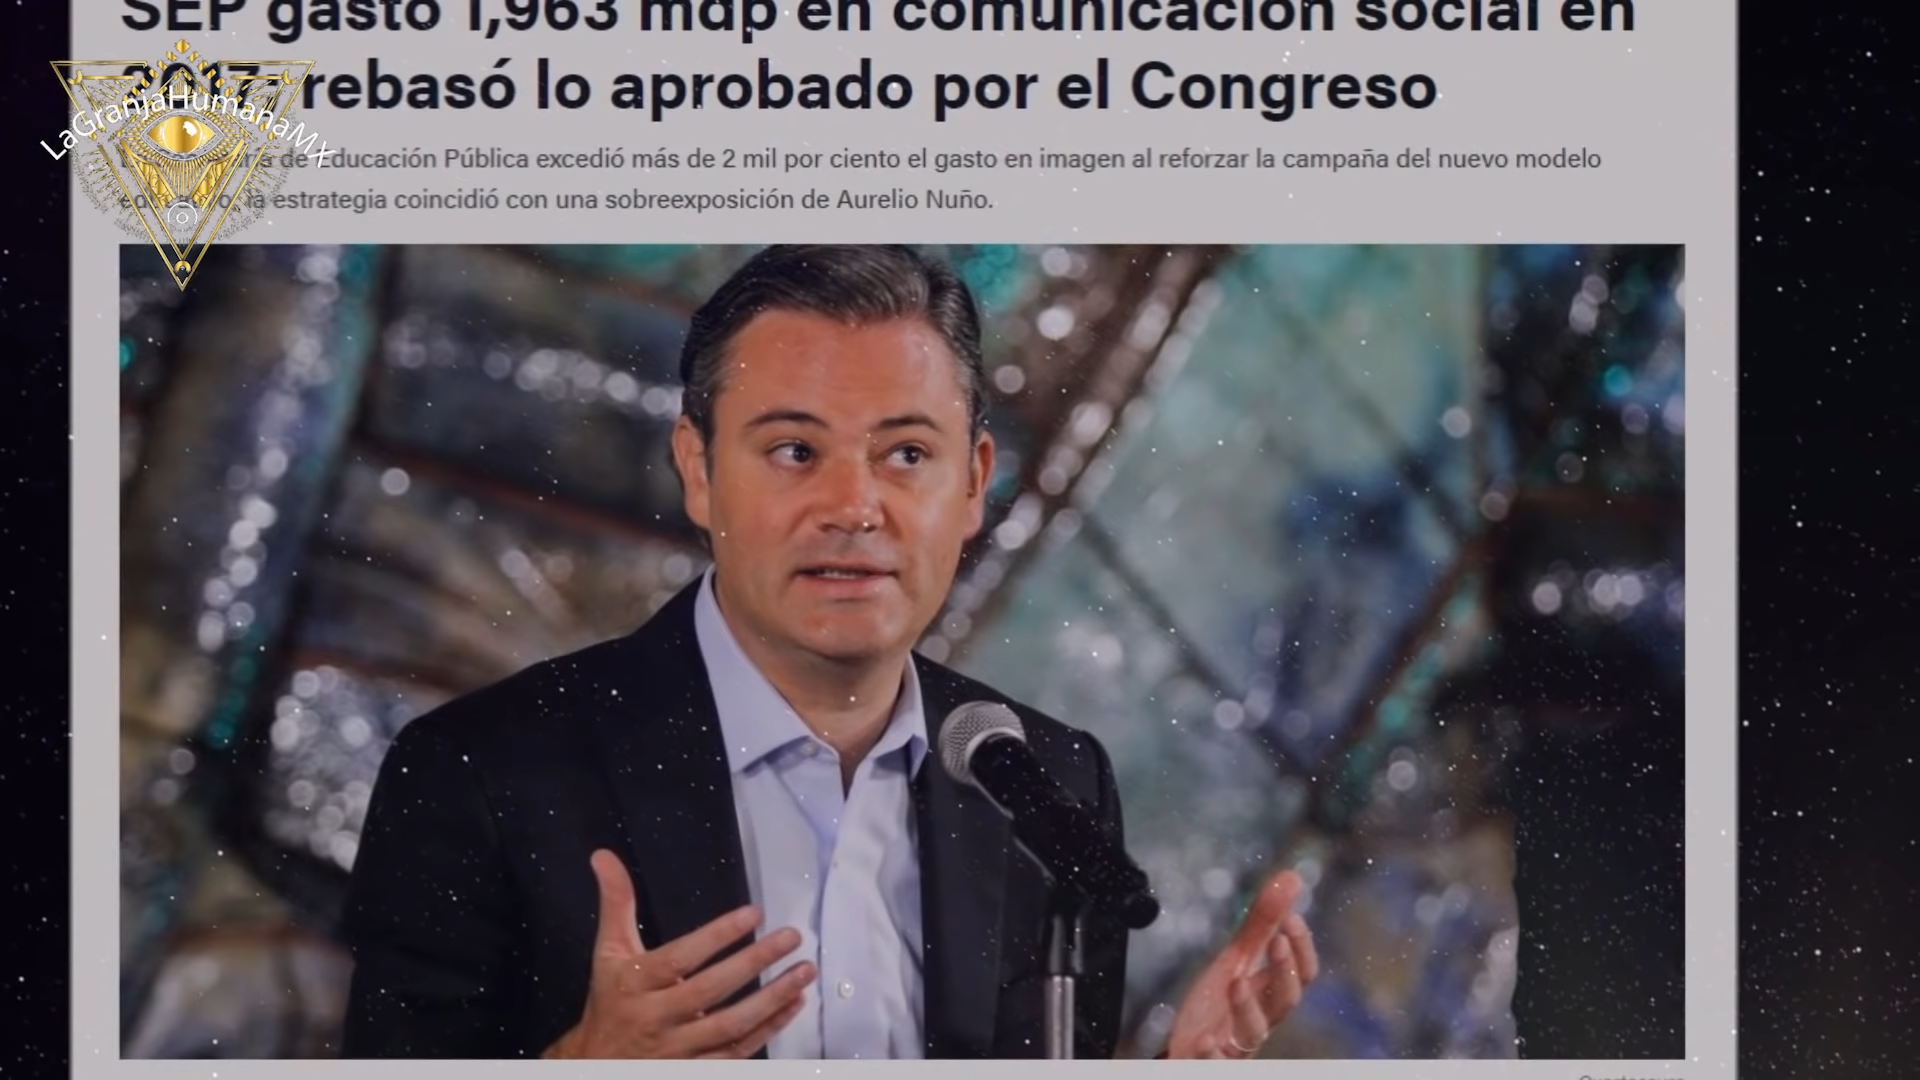 SEP gastó 1,963 mdp en comunicación social en
2017; rebasó lo aprobado por el Congreso
LaGranjaHumanaMX
de Educación Pública excedió más de 2 mil por ciento el gasto en imagen al reforzar la campaña del nuevo modelo
la estrategia coincidió con una sobreexposición de Aurelio Nuño.